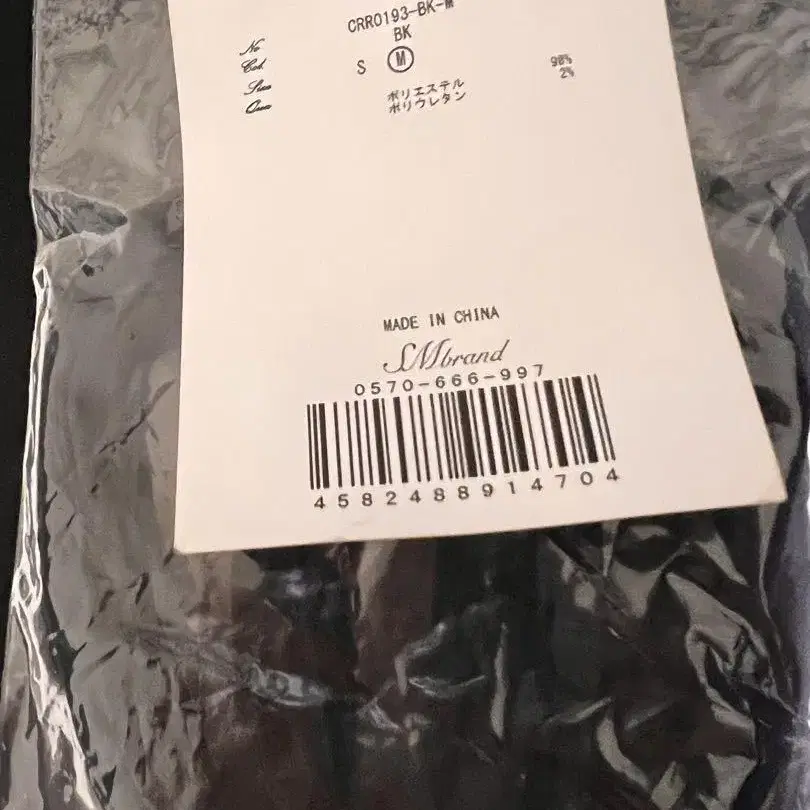 No CRR0193-BK-M
Col. BK
Size S M
Qua ポリエステル 98%
ポリウレタン 2%
MADE IN CHINA
SMbrand
0570-666-997
4582488914704